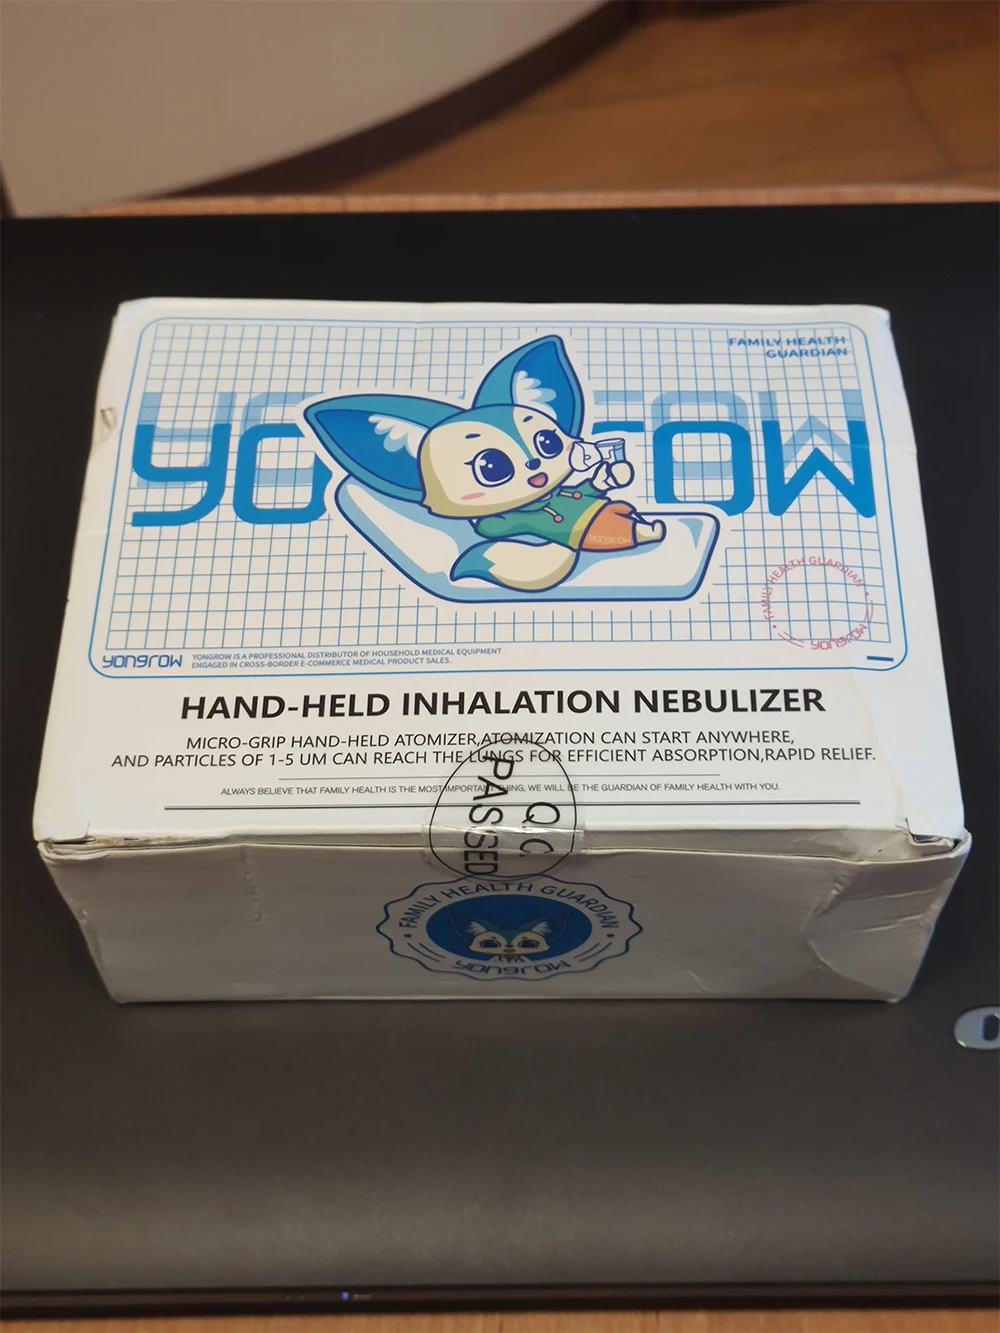 FAMILY HEALTH
GUARDIAN
YONGROW
YONGROW
YONGROW
FAMILY HEALTH GUARDIAN
YONGROW
YONGROW IS A PROFESSIONAL DISTRIBUTOR OF HOUSEHOLD MEDICAL EQUIPMENT
ENGAGED IN CROSS-BORDER E-COMMERCE MEDICAL PRODUCT SALES.
HAND-HELD INHALATION NEBULIZER
MICRO-GRIP HAND-HELD ATOMIZER,ATOMIZATION CAN START ANYWHERE,
AND PARTICLES OF 1-5 UM CAN REACH THE LUNGS FOR EFFICIENT ABSORPTION,RAPID RELIEF.
ALWAYS BELIEVE THAT FAMILY HEALTH IS THE MOST IMPORTANT THING, WE WILL BE THE GUARDIAN OF FAMILY HEALTH WITH YOU.
Q.C.
PASSED
FAMILY HEALTH GUARDIAN
YONGROW